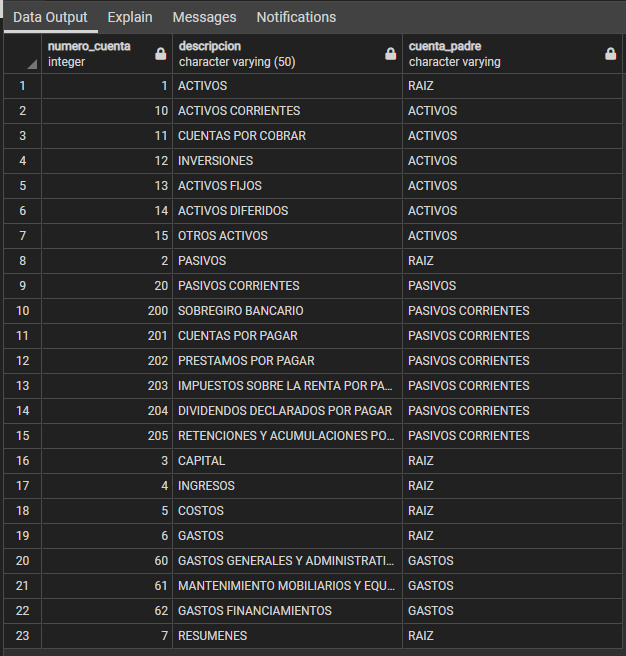 Data Output Explain Messages Notifications
numero_cuenta descripcion cuenta_padre
integer character varying (50) character varying
1 1 ACTIVOS RAIZ
2 10 ACTIVOS CORRIENTES ACTIVOS
3 11 CUENTAS POR COBRAR ACTIVOS
4 12 INVERSIONES ACTIVOS
5 13 ACTIVOS FIJOS ACTIVOS
6 14 ACTIVOS DIFERIDOS ACTIVOS
7 15 OTROS ACTIVOS ACTIVOS
8 2 PASIVOS RAIZ
9 20 PASIVOS CORRIENTES PASIVOS
10 200 SOBREGIRO BANCARIO PASIVOS CORRIENTES
11 201 CUENTAS POR PAGAR PASIVOS CORRIENTES
12 202 PRESTAMOS POR PAGAR PASIVOS CORRIENTES
13 203 IMPUESTOS SOBRE LA RENTA POR PA... PASIVOS CORRIENTES
14 204 DIVIDENDOS DECLARADOS POR PAGAR PASIVOS CORRIENTES
15 205 RETENCIONES Y ACUMULACIONES PO... PASIVOS CORRIENTES
16 3 CAPITAL RAIZ
17 4 INGRESOS RAIZ
18 5 COSTOS RAIZ
19 6 GASTOS RAIZ
20 60 GASTOS GENERALES Y ADMINISTRATI... GASTOS
21 61 MANTENIMIENTO MOBILIARIOS Y EQU... GASTOS
22 62 GASTOS FINANCIAMIENTOS GASTOS
23 7 RESUMENES RAIZ